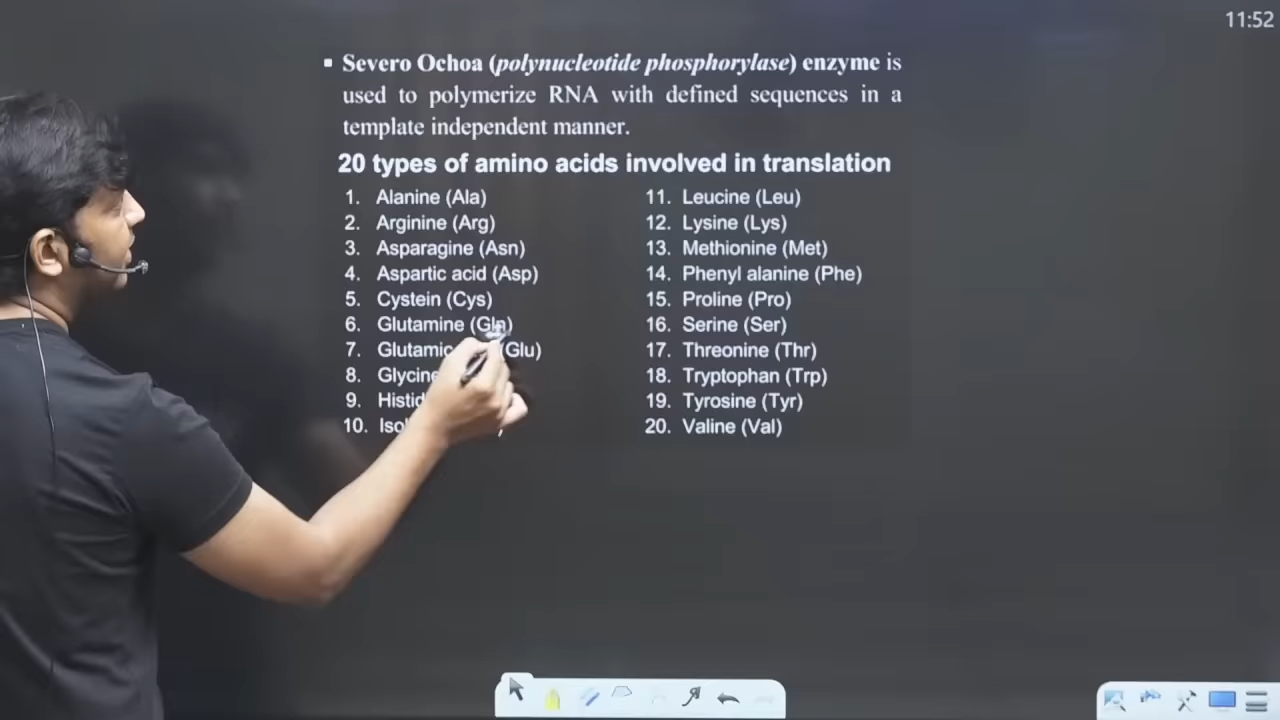 11:52
▪ Severo Ochoa (polynucleotide phosphorylase) enzyme is
used to polymerize RNA with defined sequences in a
template independent manner.
20 types of amino acids involved in translation
1. Alanine (Ala)
2. Arginine (Arg)
3. Asparagine (Asn)
4. Aspartic acid (Asp)
5. Cystein (Cys)
6. Glutamine (Gln)
7. (Glu)
8. Glycine
9.
10.
11. Leucine (Leu)
12. Lysine (Lys)
13. Methionine (Met)
14. Phenyl alanine (Phe)
15. Proline (Pro)
16. Serine (Ser)
17. Threonine (Thr)
18. Tryptophan (Trp)
19. Tyrosine (Tyr)
20. Valine (Val)